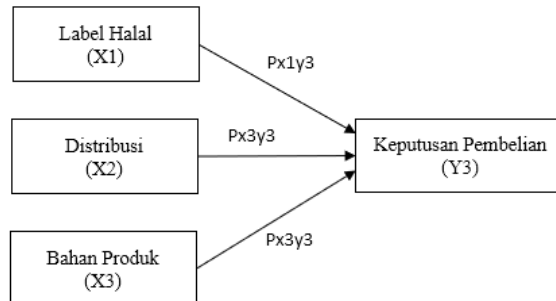 Label Halal
(X1)
Px1y3
Distribusi
(X2)
Px3y3
Keputusan Pembelian
(Y3)
Bahan Produk
(X3)
Px3y3